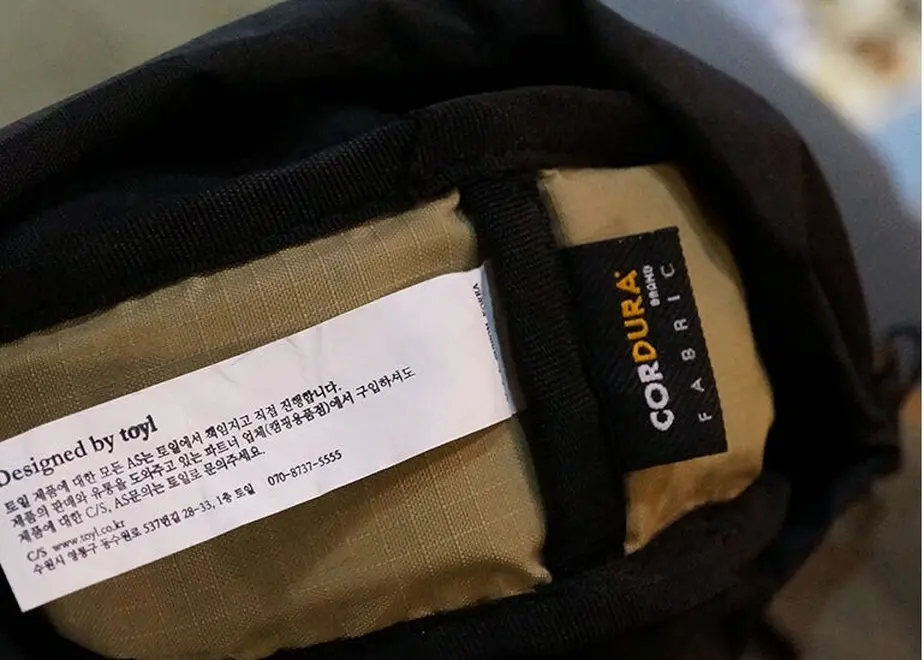 Designed by toyl
토일 제품에 대한 모든 AS는 토일에서 책임지고 직접 진행합니다.
제품의 판매와 유통을 도와주고 있는 파트너 업체(캠핑용품점)에서 구입하셔도
제품에 대한 C/S, AS문의는 토일로 문의주세요.
C/S www.toyl.co.kr
수원시 영통구 동수원로 537번길 28-33, 1층 토일 070-8737-5555
CORDURA
BRAND
FABRIC